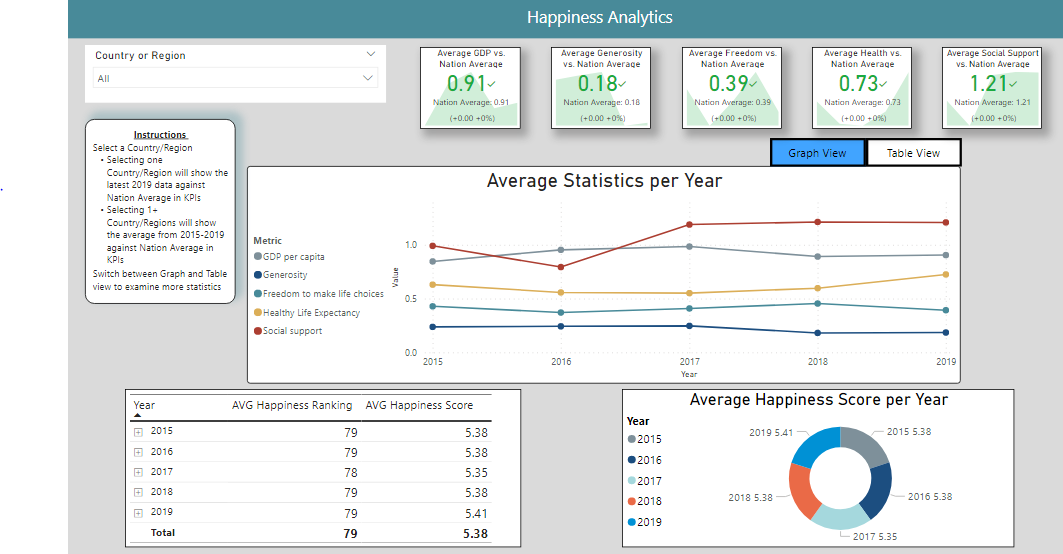 Happiness Analytics
Country or Region
All
Average GDP vs.
Nation Average
0.91
Nation Average: 0.91
(+0.00 +0%)
Average Generosity
vs. Nation Average
0.18
Nation Average: 0.18
(+0.00 +0%)
Average Freedom vs.
Nation Average
0.39
Nation Average: 0.39
(+0.00 +0%)
Average Health vs.
Nation Average
0.73
Nation Average: 0.73
(+0.00 +0%)
Average Social Support
vs. Nation Average
1.21
Nation Average: 1.21
(+0.00 +0%)
Instructions
Select a Country/Region
• Selecting one
Country/Region will show the
latest 2019 data against
Nation Average in KPIs
• Selecting 1+
Country/Regions will show
the average from 2015-2019
against Nation Average in
KPIs
Switch between Graph and Table
view to examine more statistics
Graph View
Table View
Average Statistics per Year
Metric
GDP per capita
Generosity
Freedom to make life choices
Healthy Life Expectancy
Social support
Value
1.0
0.5
0.0
2015 2016 2017 2018 2019
Year
Year AVG Happiness Ranking AVG Happiness Score
2015 79 5.38
2016 79 5.38
2017 78 5.35
2018 79 5.38
2019 79 5.41
Total 79 5.38
Average Happiness Score per Year
Year
2015
2016
2017
2018
2019
2019 5.41
2015 5.38
2018 5.38
2016 5.38
2017 5.35